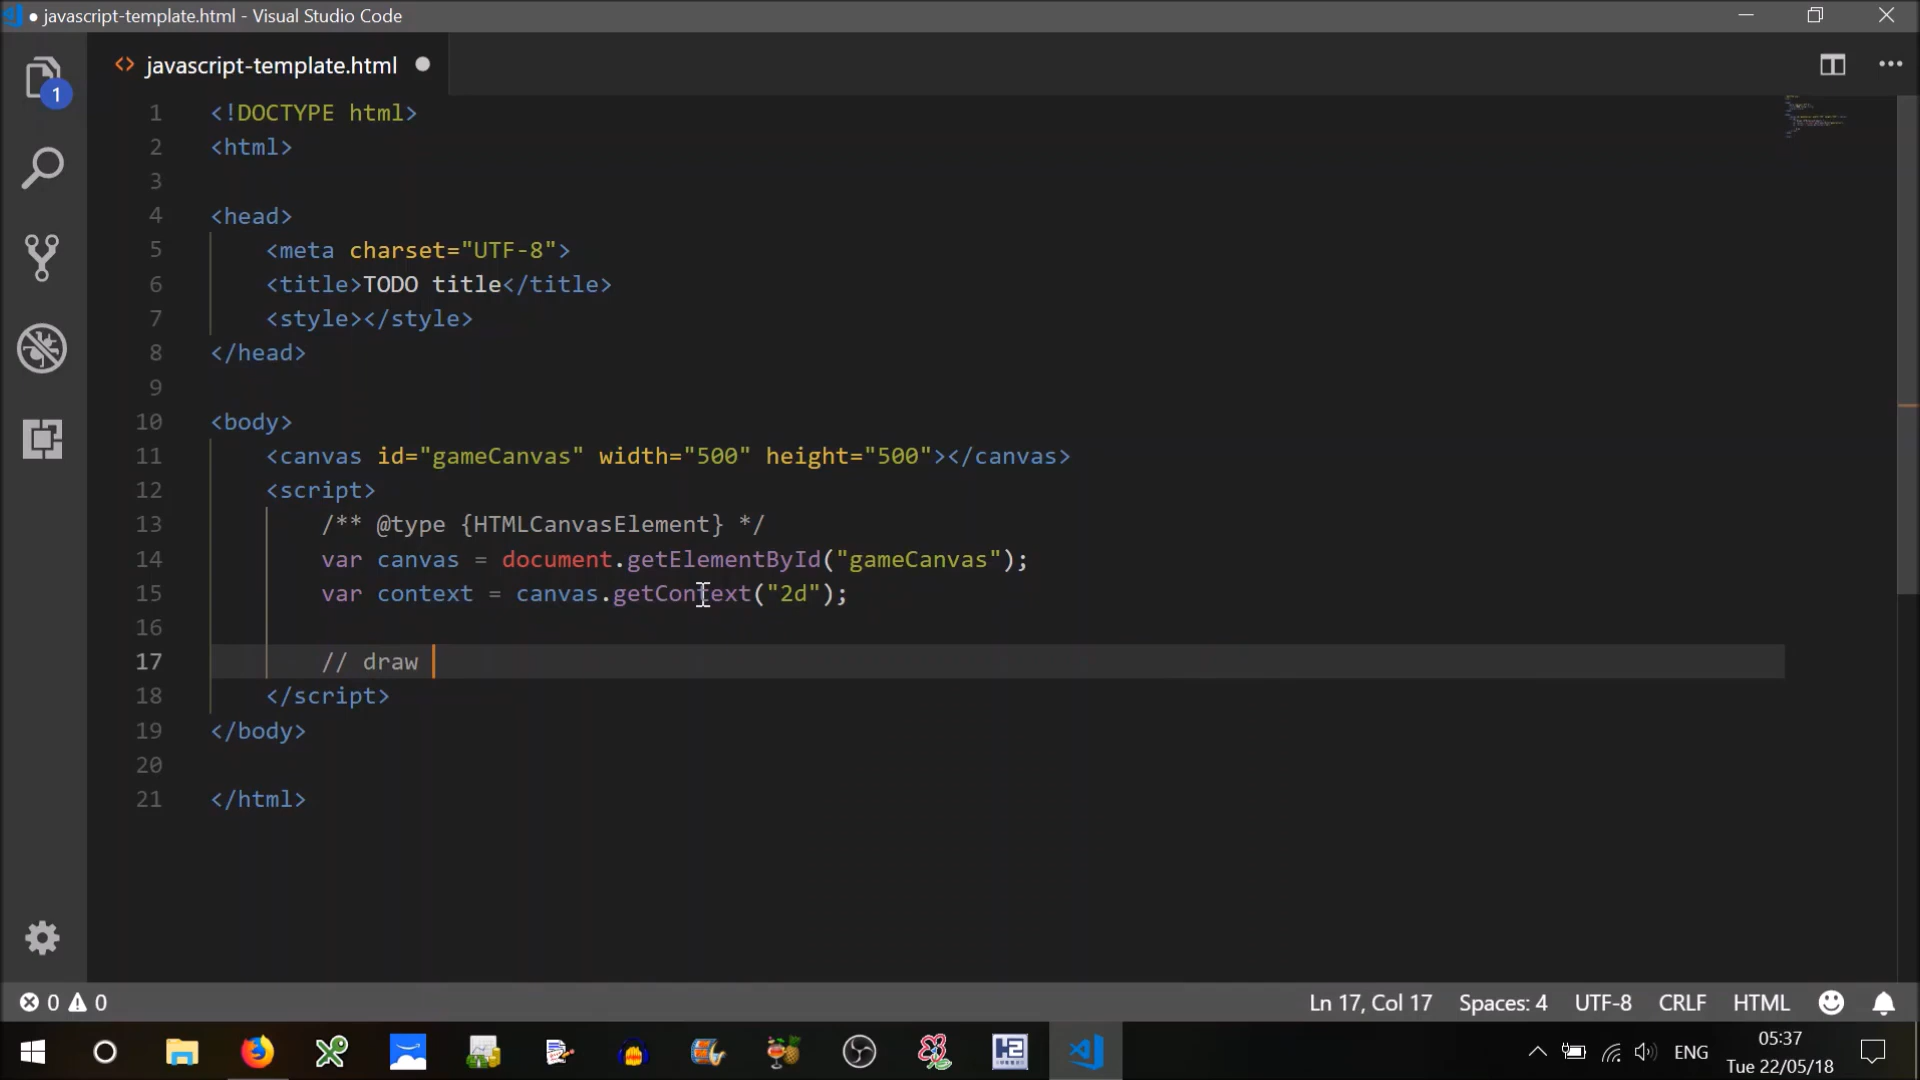 javascript-template.html - Visual Studio Code
javascript-template.html
1
1 <!DOCTYPE html>
2 <html>
3
4 <head>
5 <meta charset="UTF-8">
6 <title>TODO title</title>
7 <style></style>
8 </head>
9
10 <body>
11 <canvas id="gameCanvas" width="500" height="500"></canvas>
12 <script>
13 /** @type {HTMLCanvasElement} */
14 var canvas = document.getElementById("gameCanvas");
15 var context = canvas.getContext("2d");
16
17 // draw
18 </script>
19 </body>
20
21 </html>
0 0 Ln 17, Col 17 Spaces: 4 UTF-8 CRLF HTML
ENG 05:37
Tue 22/05/18